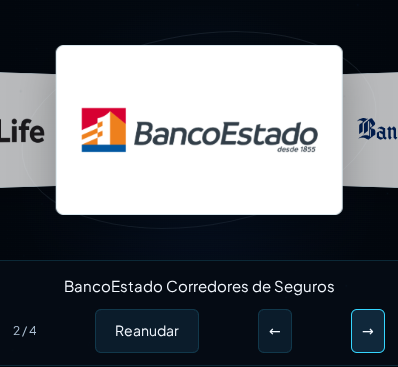 Life
BancoEstado
desde 1855
Ban
BancoEstado Corredores de Seguros
2 / 4
Reanudar
←
→